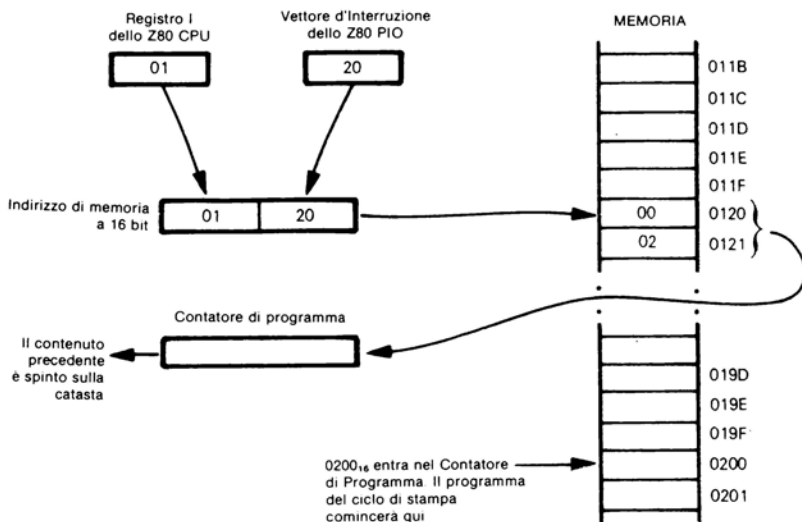 Registro I
dello Z80 CPU
01
Vettore d'Interruzione
dello Z80 PIO
20
MEMORIA
011B
011C
011D
011E
011F
Indirizzo di memoria
a 16 bit
01
20
00
0120
02
0121
Contatore di programma
Il contenuto
precedente
è spinto sulla
catasta
019D
019E
019F
0200₁₆ entra nel Contatore
di Programma. Il programma
del ciclo di stampa
comincerà qui
0200
0201